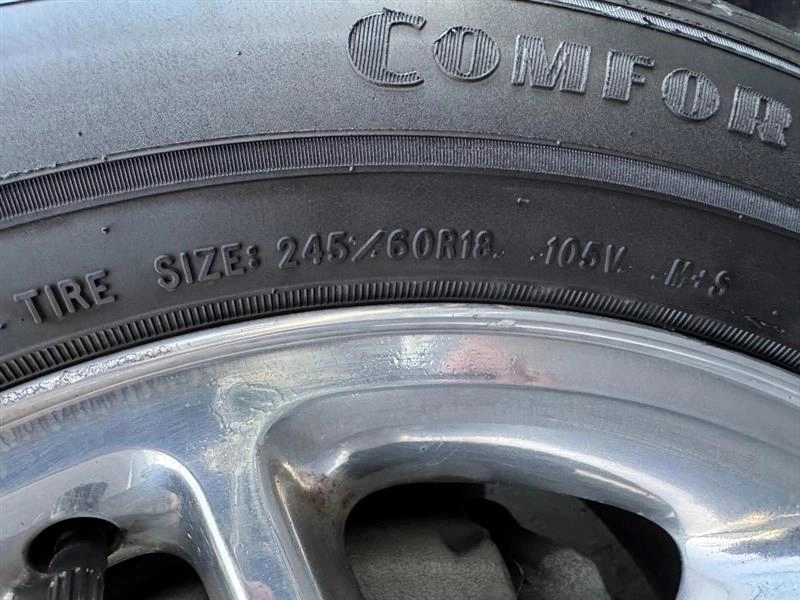 COMFOR
TIRE SIZE: 245/60R18 105V M+S